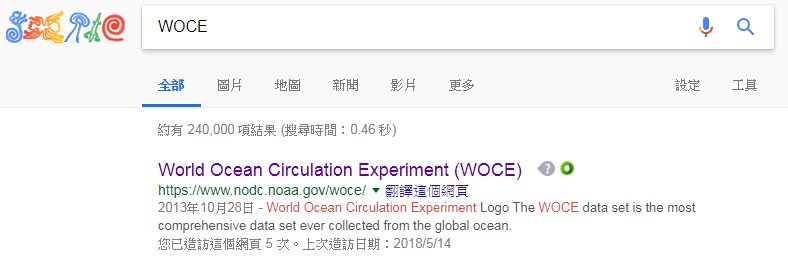 WOCE
全部 圖片 地圖 新聞 影片 更多 設定 工具
約有 240,000 項結果 (搜尋時間：0.46 秒)
World Ocean Circulation Experiment (WOCE) ?
https://www.nodc.noaa.gov/woce/ 翻譯這個網頁
2013年10月28日 - World Ocean Circulation Experiment Logo The WOCE data set is the most
comprehensive data set ever collected from the global ocean.
您已造訪這個網頁 5 次。上次造訪日期：2018/5/14